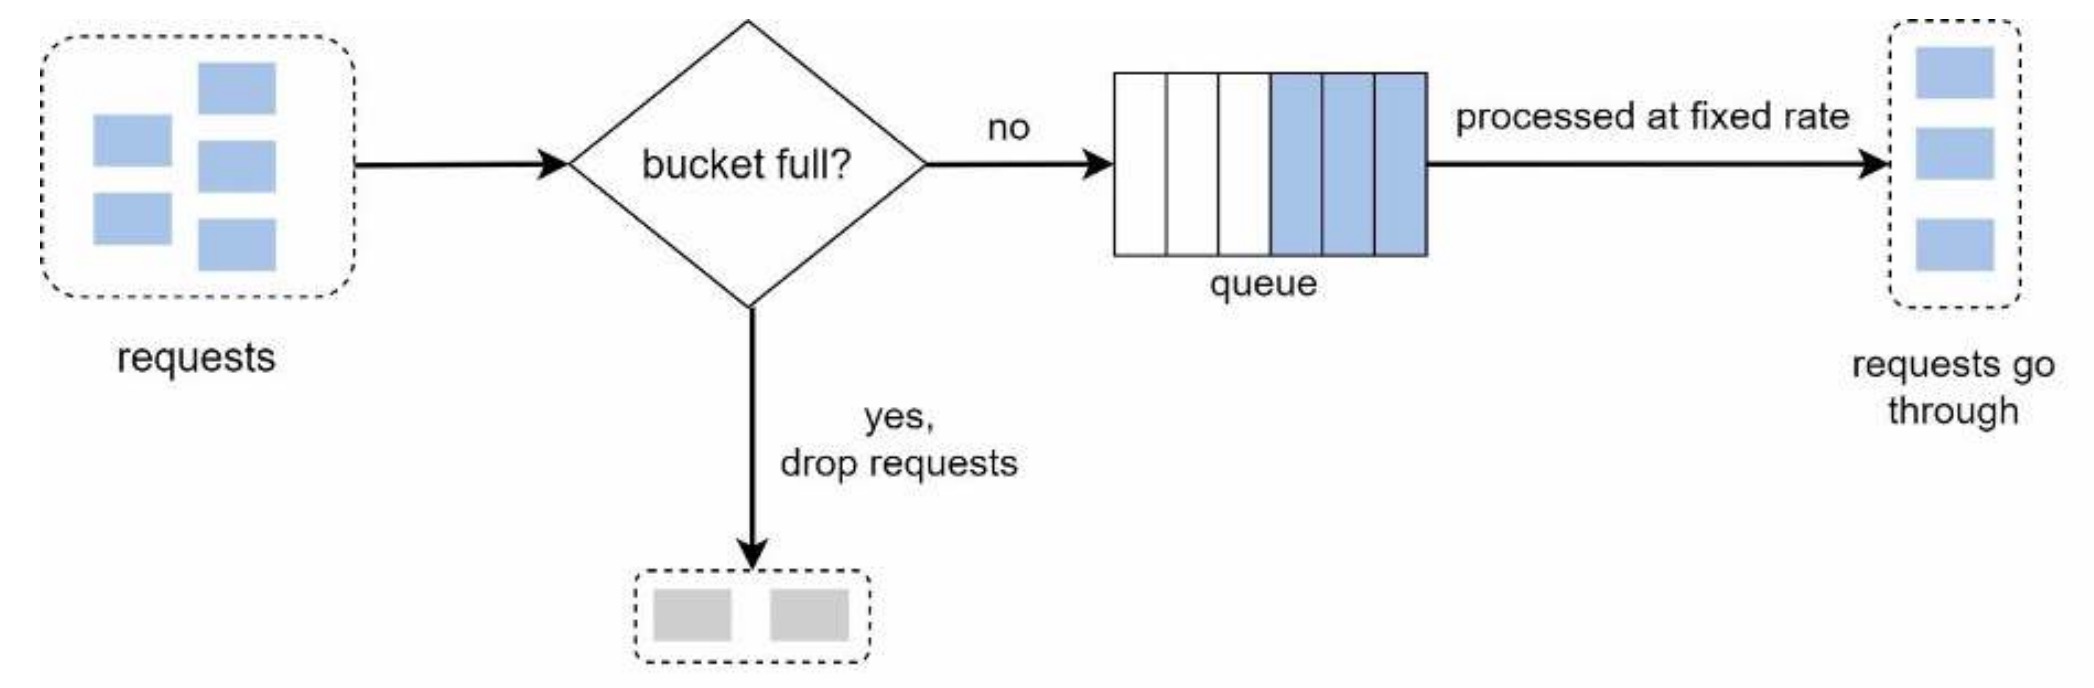 requests
bucket full?
no
yes,
drop requests
queue
processed at fixed rate
requests go
through